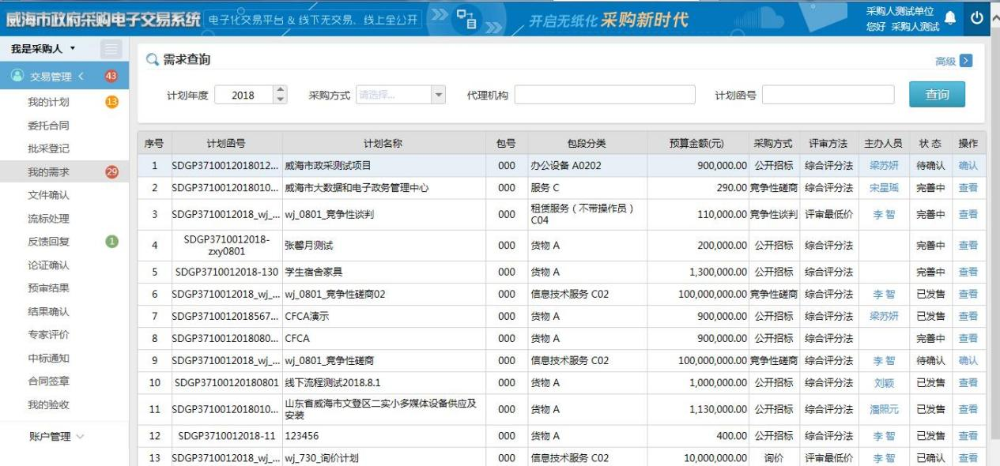 威海市政府采购电子交易系统 电子化交易平台 & 线下无交易、线上全公开 开启无纸化 采购新时代 采购人测试单位
您好 采购人测试
我是采购人
交易管理 43
我的计划 13
委托合同
批采登记
我的需求 29
文件确认
流标处理
反馈回复 1
论证确认
预审结果
结果确认
专家评价
中标通知
合同签章
我的验收
账户管理
需求查询 高级
计划年度 2018 采购方式 请选择... 代理机构 计划函号 查询
序号 计划函号 计划名称 包号 包段分类 预算金额(元) 采购方式 评审方法 主办人员 状 态 操作
1 SDGP3710012018012... 威海市政采测试项目 000 办公设备 A0202 900,000.00 公开招标 综合评分法 梁苏妍 待确认 确认
2 SDGP3710012018010... 威海市大数据和电子政务管理中心 000 服务 C 290.00 竞争性磋商 综合评分法 宋星瑶 完善中 查看
3 SDGP3710012018_wj_... wj_0801_竞争性谈判 000 租赁服务（不带操作员）
C04 110,000.00 竞争性谈判 评审最低价 李 智 完善中 查看
4 SDGP3710012018-
zxy0801 张馨月测试 000 货物 A 200,000.00 公开招标 综合评分法 完善中 查看
5 SDGP3710012018-130 学生宿舍家具 000 货物 A 1,300,000.00 公开招标 综合评分法 完善中 查看
6 SDGP3710012018_wj_... wj_0801_竞争性磋商02 000 信息技术服务 C02 100,000,000.00 竞争性磋商 综合评分法 李 智 已发售 查看
7 SDGP3710012018567... CFCA演示 000 货物 A 900,000.00 公开招标 综合评分法 梁苏妍 已发售 查看
8 SDGP3710012018080... CFCA 000 货物 A 900,000.00 公开招标 综合评分法 完善中 查看
9 SDGP3710012018_wj_... wj_0801_竞争性磋商 000 信息技术服务 C02 100,000,000.00 竞争性磋商 综合评分法 李 智 待确认 确认
10 SDGP37100120180801 线下流程测试2018.8.1 000 货物 A 1,000,000.00 公开招标 综合评分法 刘颖 已发售 查看
11 SDGP3710012018010... 山东省威海市文登区二实小多媒体设备供应及
安装 000 货物 A 1,130,000.00 公开招标 综合评分法 潘照元 已发售 查看
12 SDGP3710012018-11 123456 000 货物 A 400.00 公开招标 综合评分法 李 智 已发售 查看
13 SDGP3710012018_wj_... wj_730_询价计划 000 信息技术服务 C02 10,000,000.00 询价 评审最低价 李 智 已确认 查看